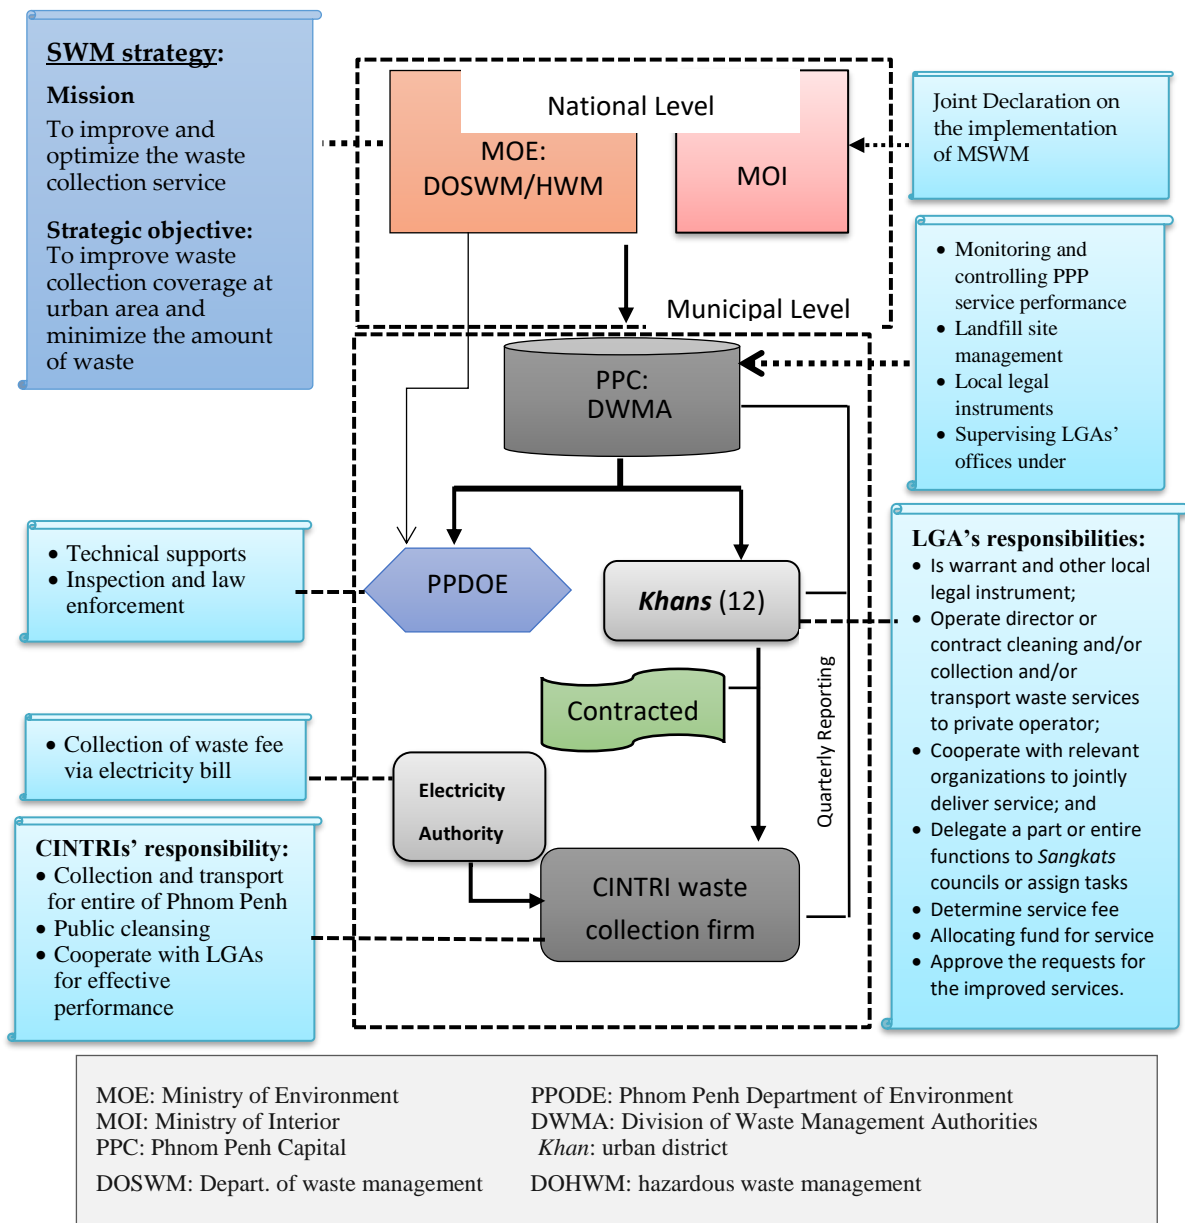 SWM strategy:
Mission
To improve and
optimize the waste
collection service
Strategic objective:
To improve waste
collection coverage at
urban area and
minimize the amount
of waste
National Level
MOE:
DOSWM/HWM
MOI
Joint Declaration on
the implementation
of MSWM
Municipal Level
• Monitoring and
controlling PPP
service performance
• Landfill site
management
• Local legal
instruments
• Supervising LGAs'
offices under
PPC:
DWMA
• Technical supports
• Inspection and law
enforcement
PPDOE
Khans (12)
LGA's responsibilities:
• Is warrant and other local
legal instrument;
• Operate director or
contract cleaning and/or
collection and/or
transport waste services
to private operator;
• Cooperate with relevant
organizations to jointly
deliver service; and
• Delegate a part or entire
functions to Sangkats
councils or assign tasks
• Determine service fee
• Allocating fund for service
• Approve the requests for
the improved services.
Contracted
Quarterly Reporting
• Collection of waste fee
via electricity bill
Electricity
Authority
CINTRIs' responsibility:
• Collection and transport
for entire of Phnom Penh
• Public cleansing
• Cooperate with LGAs
for effective
performance
CINTRI waste
collection firm
MOE: Ministry of Environment
PPODE: Phnom Penh Department of Environment
MOI: Ministry of Interior
DWMA: Division of Waste Management Authorities
PPC: Phnom Penh Capital
Khan: urban district
DOSWM: Depart. of waste management
DOHWM: hazardous waste management